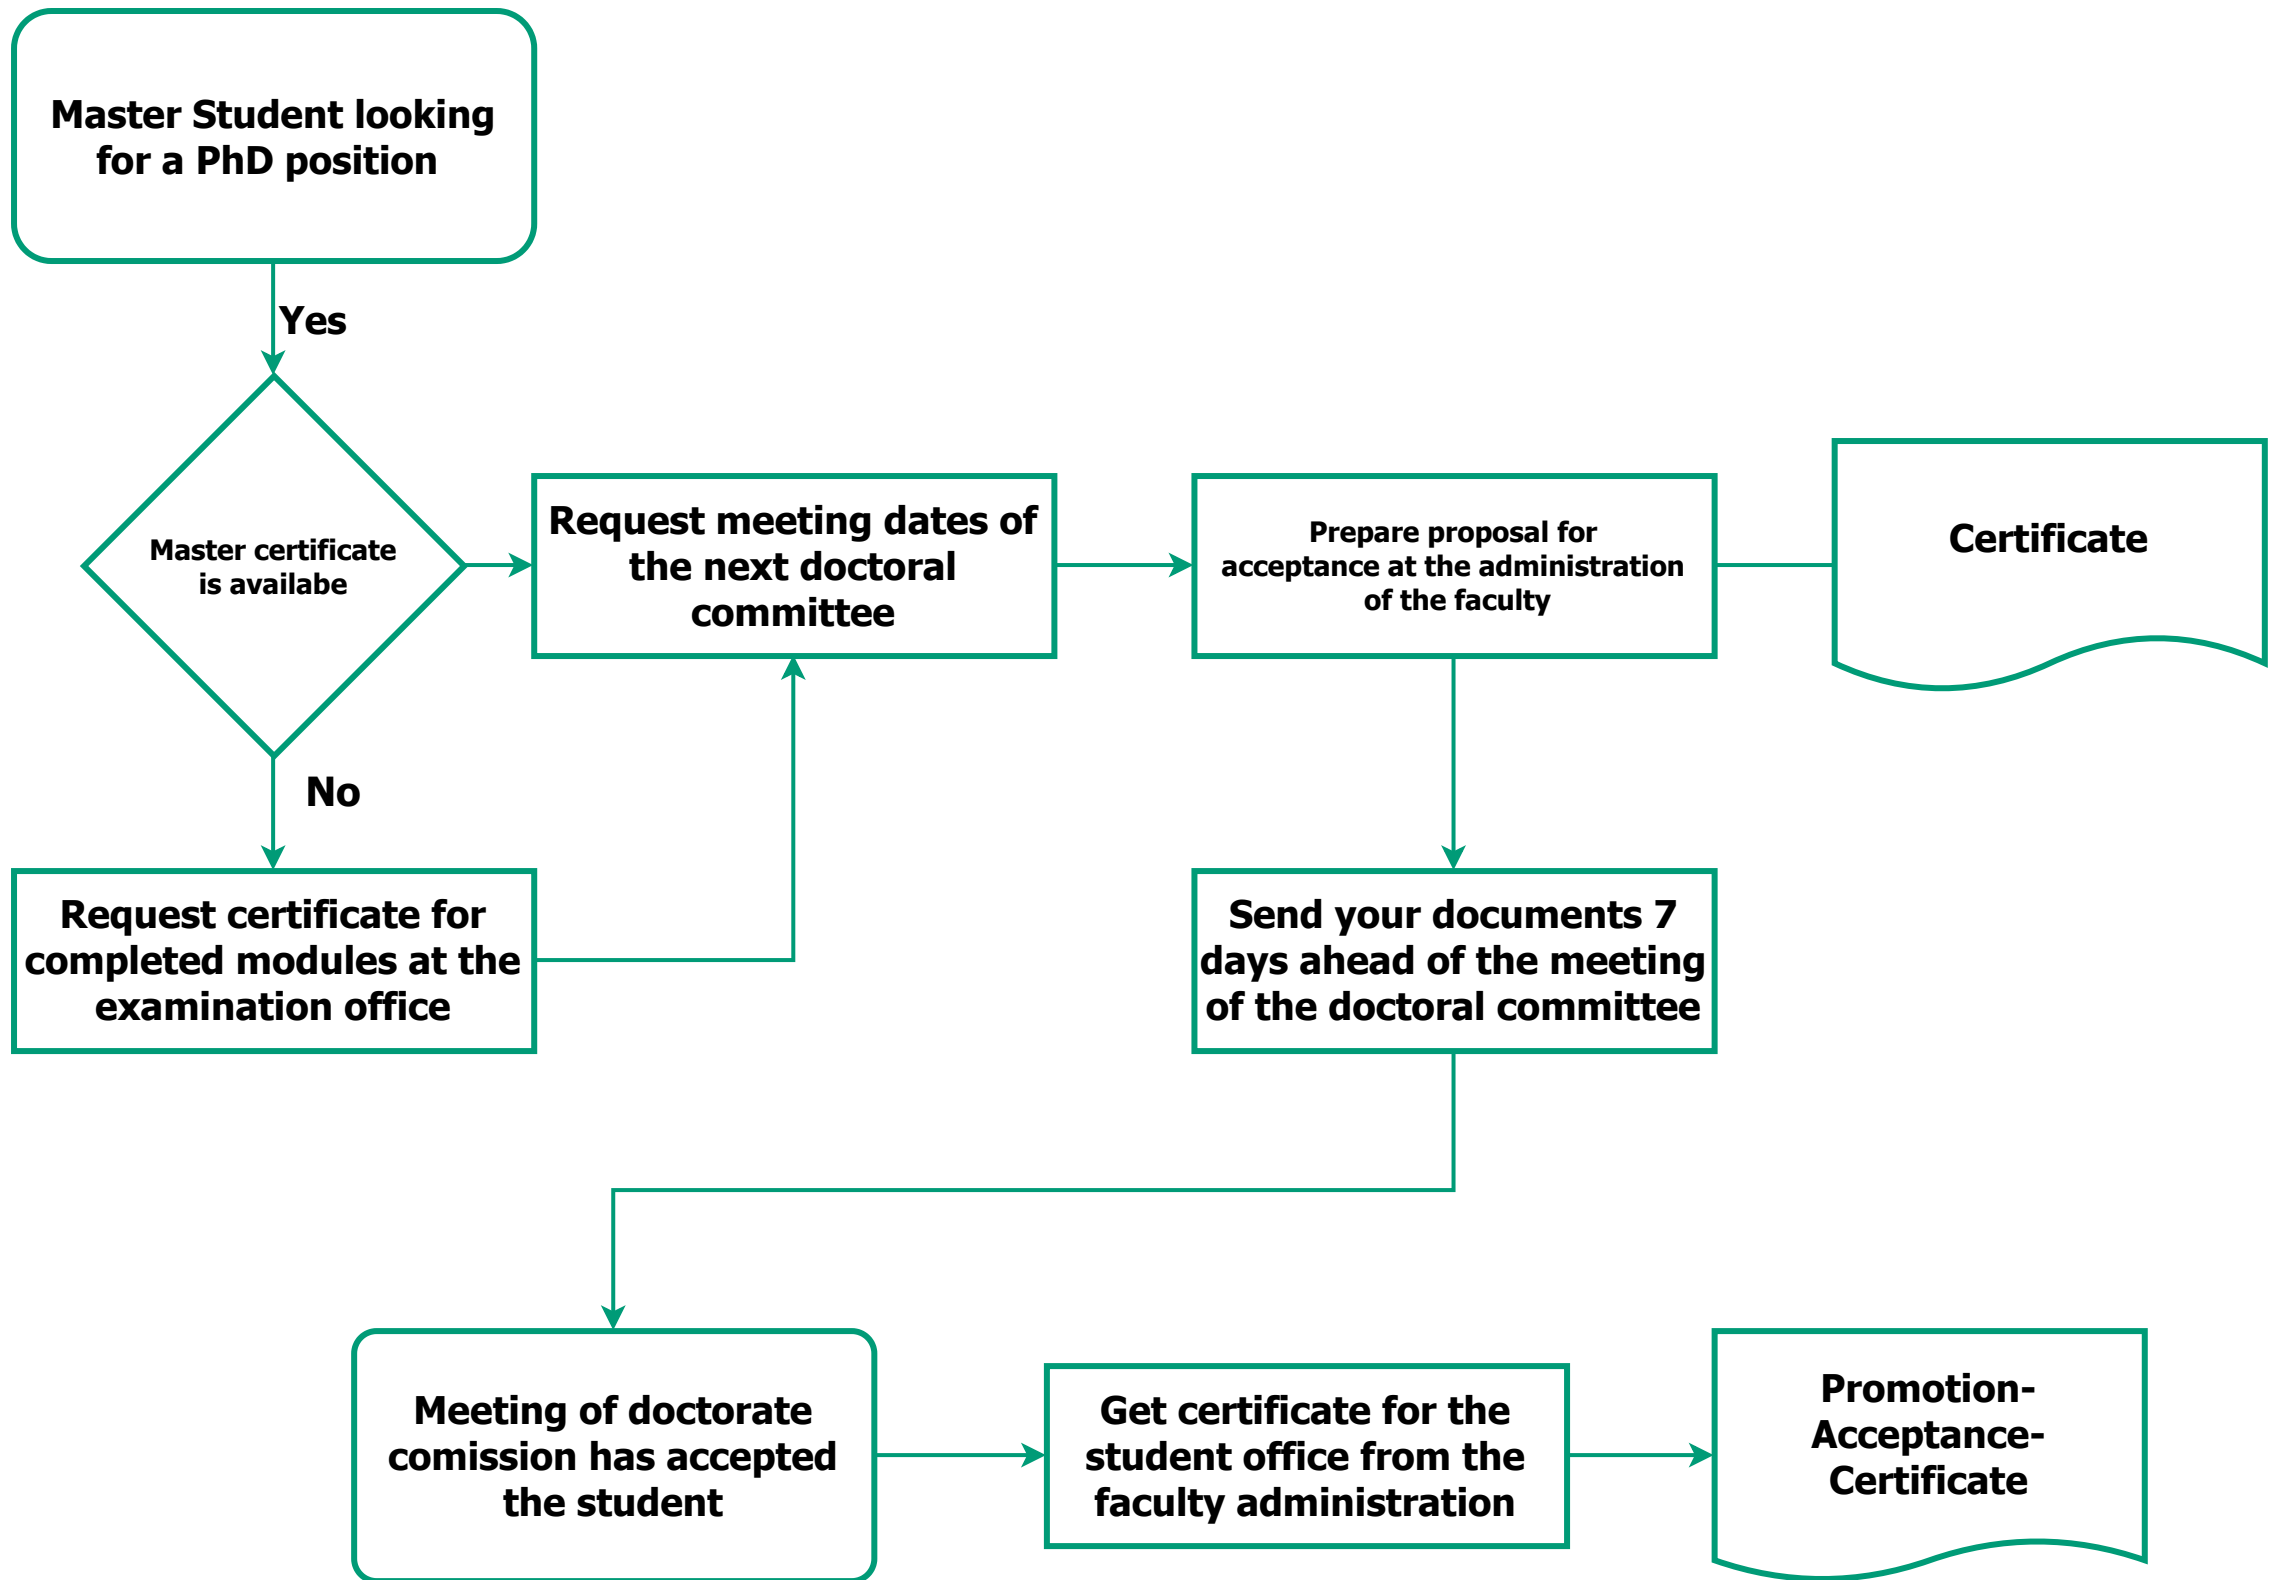 Master Student looking
for a PhD position
Yes
Master certificate
is availabe
No
Request certificate for
completed modules at the
examination office
Request meeting dates of
the next doctoral
committee
Prepare proposal for
acceptance at the administration
of the faculty
Certificate
Send your documents 7
days ahead of the meeting
of the doctoral committee
Meeting of doctorate
comission has accepted
the student
Get certificate for the
student office from the
faculty administration
Promotion-
Acceptance-
Certificate